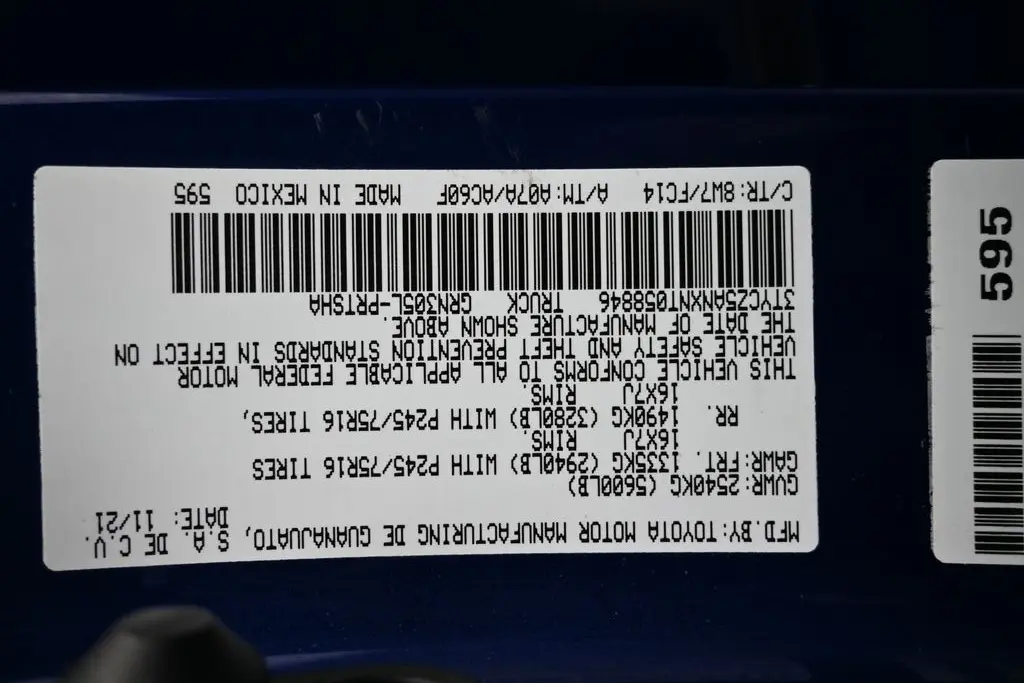 MFD.BY:TOYOTA MOTOR MANUFACTURING DE GUANAJUATO,
S.A. DE C.V.
DATE: 11/21
GVWR:2540KG (5600LB)
GAWR:FRT. 1335KG (2940LB) WITH P245/75R16 TIRES
16X7J RIMS.
RR. 1490KG (3280LB) WITH P245/75R16 TIRES,
16X7J RIMS.
THIS VEHICLE CONFORMS TO ALL APPLICABLE FEDERAL MOTOR
VEHICLE SAFETY AND THEFT PREVENTION STANDARDS IN EFFECT ON
THE DATE OF MANUFACTURE SHOWN ABOVE.
3TYCZ5ANXNT058846 TRUCK GRN305L-PRTSHA
C/TR:8W7/FC14 A/TM:A07A/AC60F MADE IN MEXICO 595
595